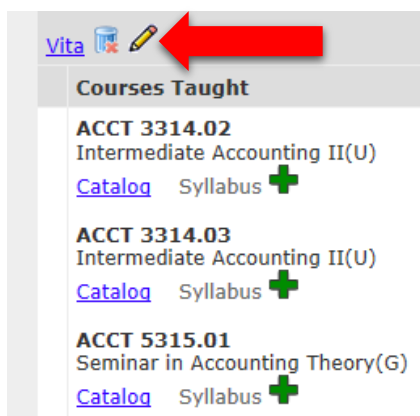 Vita
Courses Taught
ACCT 3314.02
Intermediate Accounting II(U)
Catalog Syllabus
ACCT 3314.03
Intermediate Accounting II(U)
Catalog Syllabus
ACCT 5315.01
Seminar in Accounting Theory(G)
Catalog Syllabus